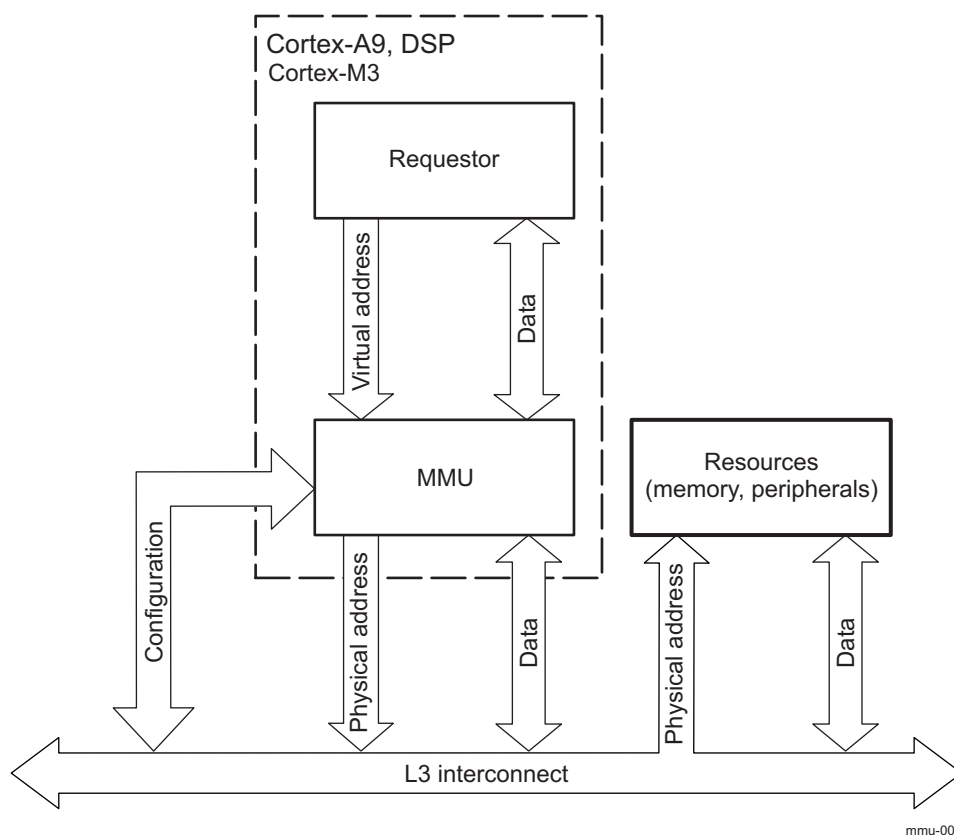 Cortex-A9, DSP
Cortex-M3
Requestor
Virtual address
Data
MMU
Resources
(memory, peripherals)
Configuration
Physical address
Data
Physical address
Data
L3 interconnect
mmu-00